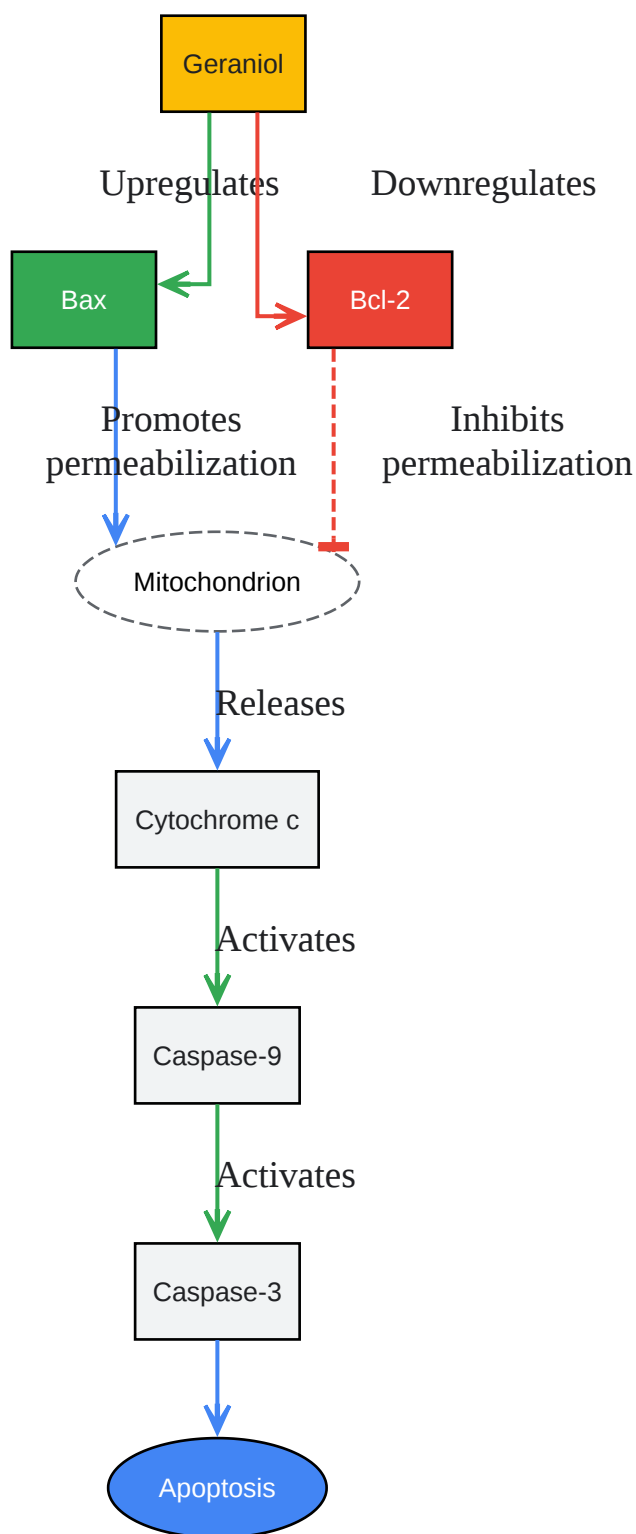 Geraniol
Upregulates
Downregulates
Bax
Bcl-2
Promotes
permeabilization
Inhibits
permeabilization
Mitochondrion
Releases
Cytochrome c
Activates
Caspase-9
Activates
Caspase-3
Apoptosis